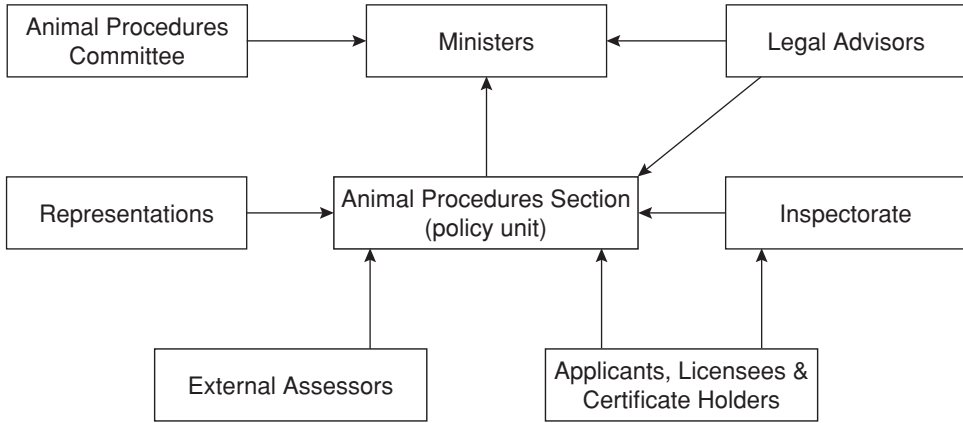 Animal Procedures
Committee
Ministers
Legal Advisors
Representations
Animal Procedures Section
(policy unit)
Inspectorate
External Assessors
Applicants, Licensees &
Certificate Holders